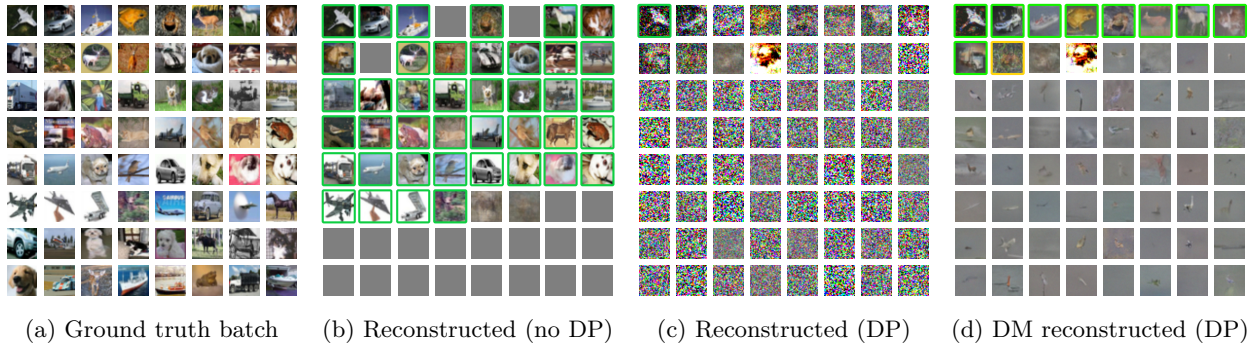 (a) Ground truth batch
(b) Reconstructed (no DP)
(c) Reconstructed (DP)
(d) DM reconstructed (DP)